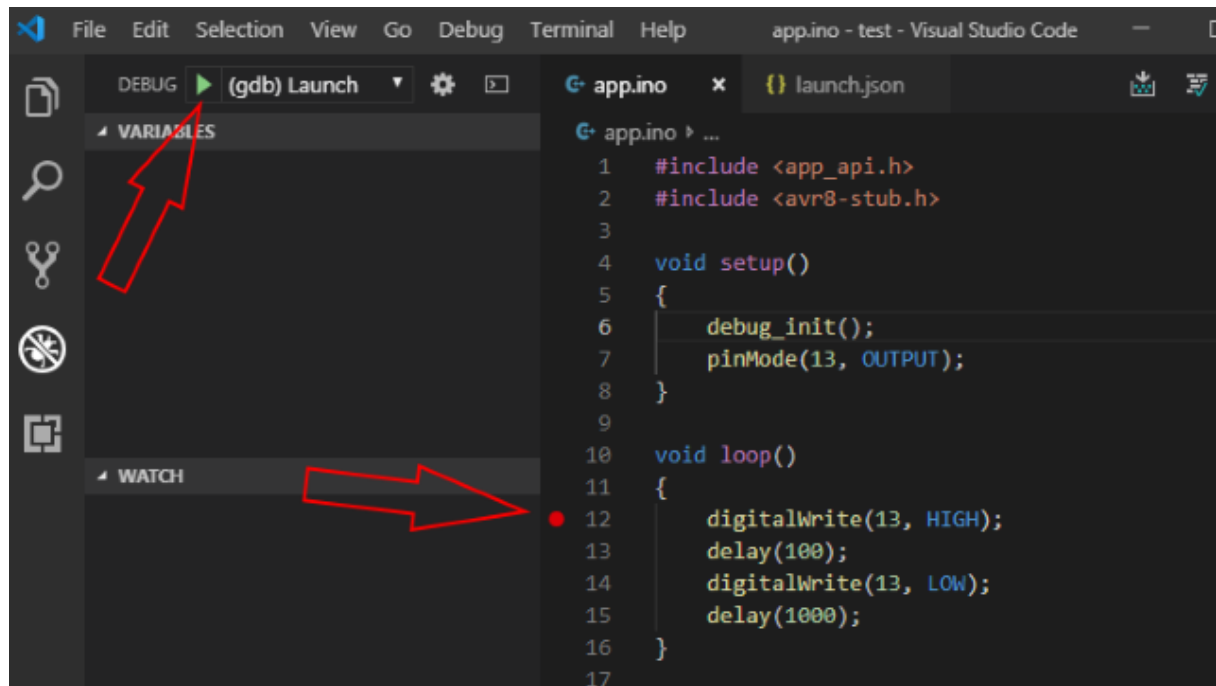 File Edit Selection View Go Debug Terminal Help app.ino - test - Visual Studio Code
DEBUG (gdb) Launch
app.ino × {} launch.json
VARIABLES
app.ino ...
1 #include <app_api.h>
2 #include <avr8-stub.h>
3
4 void setup()
5 {
6 debug_init();
7 pinMode(13, OUTPUT);
8 }
9
10 void loop()
WATCH
11 {
12 digitalWrite(13, HIGH);
13 delay(100);
14 digitalWrite(13, LOW);
15 delay(1000);
16 }
17